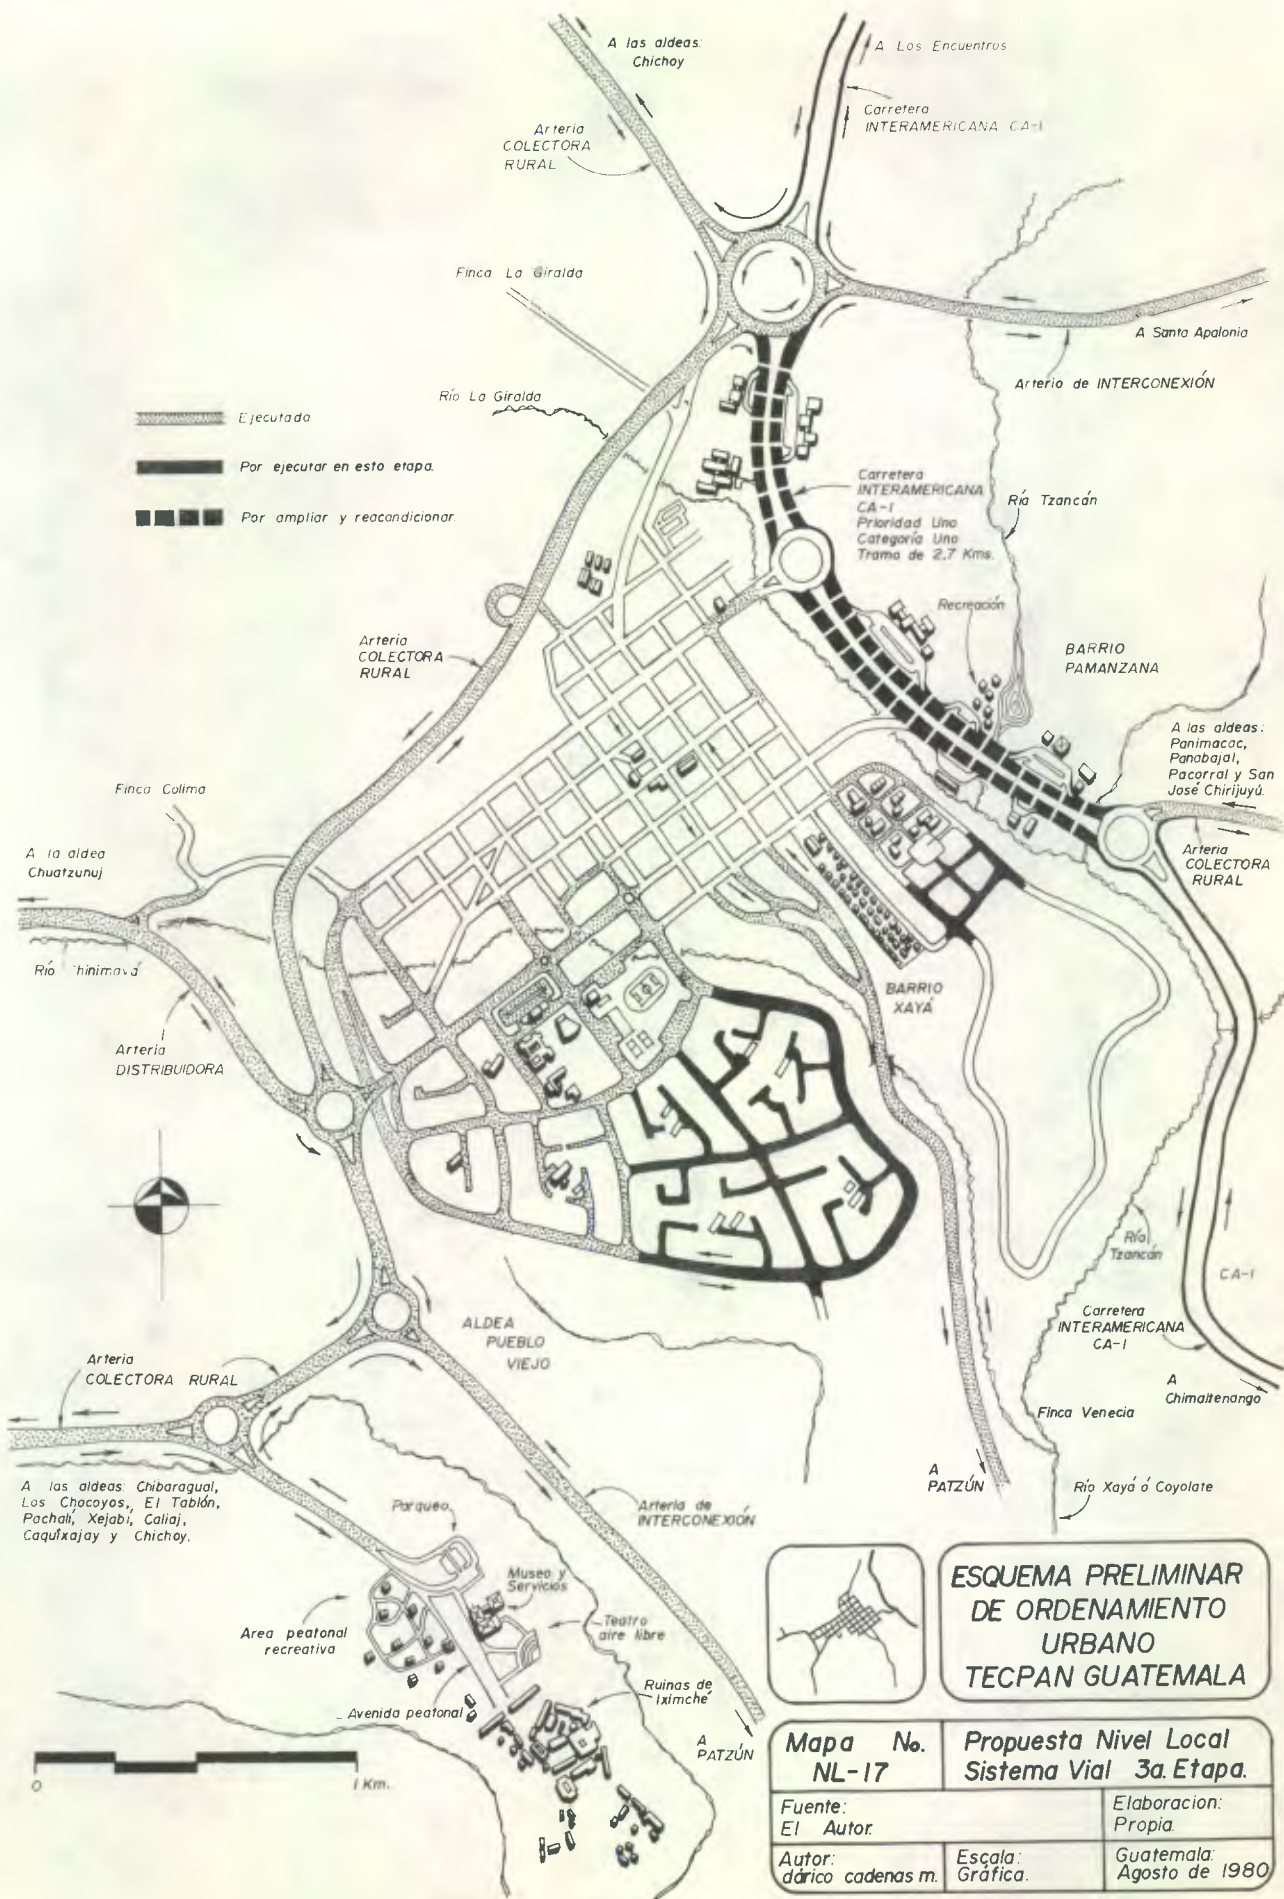 A las aldeas:
Chichoy
A Los Encuentros
Carretera
INTERAMERICANA CA-1
Arteria
COLECTORA
RURAL
Finca La Giralda
A Santa Apalonia
Arterio de INTERCONEXIÓN
Río La Giralda
Ejecutada
Por ejecutar en esto etapa.
Por ampliar y reacondicionar.
Carretera
INTERAMERICANA
CA-1
Prioridad Uno
Categoría Uno
Tramo de 2.7 Kms.
Ría Tzancán
Recreación
BARRIO
PAMANZANA
Arteria
COLECTORA
RURAL
A las aldeas:
Panimacac,
Panabajal,
Pacorral y San
José Chirijuyú.
Finca Colima
A la aldea
Chuatzunuj
Arteria
COLECTORA
RURAL
Río Chinimayá
BARRIO
XAYÁ
Arteria
DISTRIBUIDORA
Río
Tzancán
CA-1
Carretera
INTERAMERICANA
CA-1
ALDEA
PUEBLO
VIEJO
Arteria
COLECTORA RURAL
A
Chimaltenango
Finca Venecia
A
PATZÚN
Río Xayá ó Coyolate
A las aldeas: Chibaragual,
Los Chocoyos, El Tablón,
Pachalí, Xejabí, Caliaj,
Caquixajay y Chichoy.
Parqueo
Arteria de
INTERCONEXIÓN
Museo y
Servicios
Teatro
aire libre
Area peatonal
recreativa
Ruinas de
Iximché
Avenida peatonal
A
PATZÚN
0 1 Km.
ESQUEMA PRELIMINAR
DE ORDENAMIENTO
URBANO
TECPAN GUATEMALA
Mapa No.
NL-17
Propuesta Nivel Local
Sistema Vial 3a. Etapa.
Fuente:
El Autor.
Elaboracion:
Propia.
Autor:
dárico cadenas m.
Escala:
Gráfica.
Guatemala:
Agosto de 1980